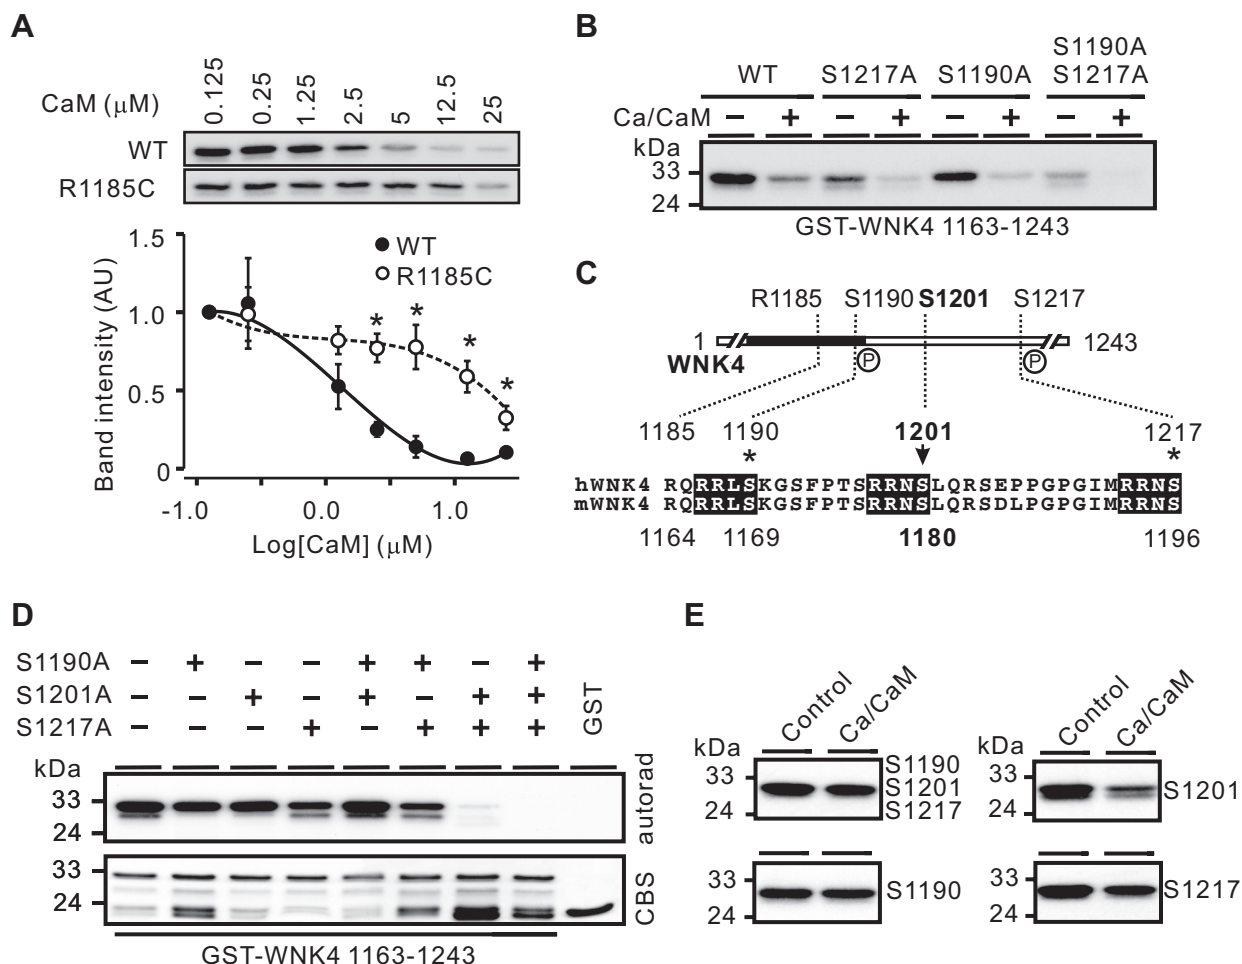 A
CaM (μM)
0.125
0.25
1.25
2.5
5
12.5
25
WT
R1185C
1.5
1.0
0.5
0
Band intensity (AU)
WT
R1185C
*
*
*
*
-1.0
0.0
1.0
Log[CaM] (μM)
B
S1190A
WT S1217A S1190A S1217A
Ca/CaM − + − + − + − +
kDa
33
24
GST-WNK4 1163-1243
C
R1185 S1190 S1201 S1217
1 1243
WNK4 P P
1185 1190 1201 1217
* *
hWNK4 RQRRLSKGSFPTSRRNSLQRSEPPGPGIMRRNS
mWNK4 RQRRLSKGSFPTSRRNSLQRSDLPGPGIMRRNS
1164 1169 1180 1196
D
S1190A − + − − + + − +
S1201A − − + − + − + +
S1217A − − − + − + + +
GST
kDa
33
24
autorad
33
24
CBS
GST-WNK4 1163-1243
E
Control Ca/CaM
kDa
33
24
S1190
S1201
S1217
Control Ca/CaM
kDa
33
24
S1201
33
24
S1190
33
24
S1217